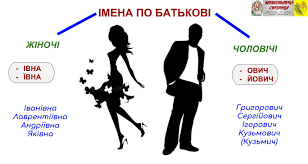 ІМЕНА ПО БАТЬКОВІ
ЖІНОЧІ
- ІВНА
- ЇВНА
Іванівна
Лаврентіївна
Андріївна
Яківна
ЧОЛОВІЧІ
- ОВИЧ
- ЙОВИЧ
Григорович
Сергійович
Ігорович
Кузьмович
(Кузьмич)